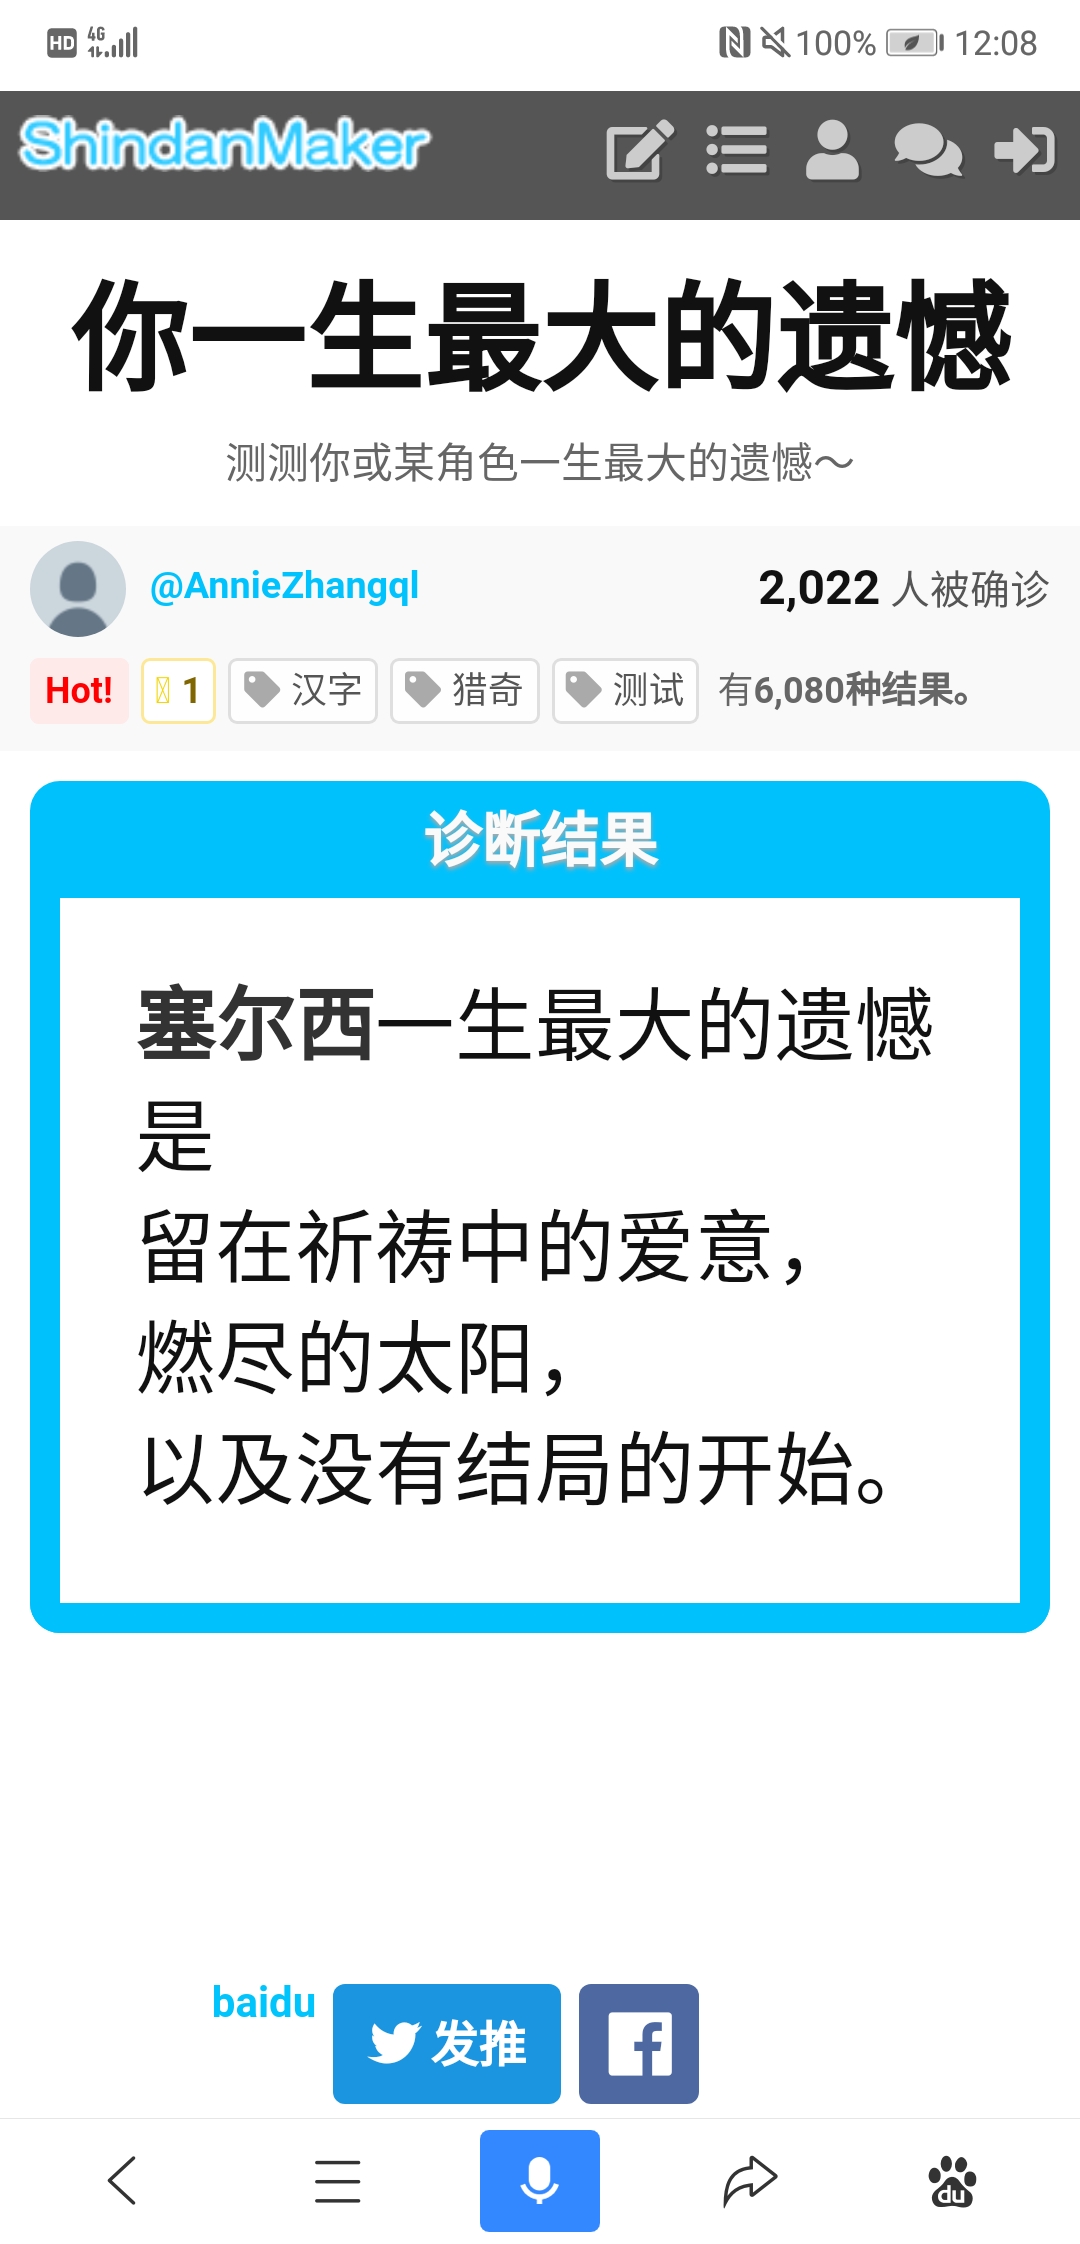 HD 4G 100% 12:08
ShindanMaker
你一生最大的遗憾
测测你或某角色一生最大的遗憾～
@AnnieZhangql 2,022 人被确诊
Hot! 1 汉字 猎奇 测试 有6,080种结果。
诊断结果
塞尔西一生最大的遗憾
是
留在祈祷中的爱意，
燃尽的太阳，
以及没有结局的开始。
baidu 发推
du